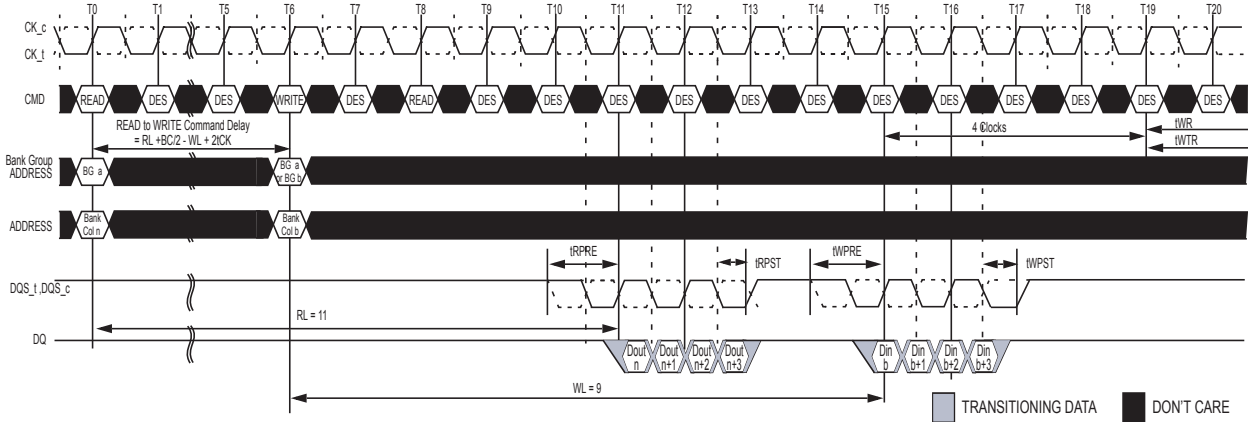 T0 T1 T5 T6 T7 T8 T9 T10 T11 T12 T13 T14 T15 T16 T17 T18 T19 T20
CK_c
CK_t
CMD READ DES DES WRITE DES READ DES DES DES DES DES DES DES DES DES DES DES DES
READ to WRITE Command Delay
= RL +BC/2 - WL + 2tCK
4 Clocks
tWR
tWTR
Bank Group
ADDRESS
BG a
BG a
or BG b
ADDRESS
Bank
Col n
Bank
Col b
tRPRE
tRPST
tWPRE
tWPST
DQS_t ,DQS_c
RL = 11
DQ
Dout
n
Dout
n+1
Dout
n+2
Dout
n+3
Din
b
Din
b+1
Din
b+2
Din
b+3
WL = 9
TRANSITIONING DATA
DON'T CARE